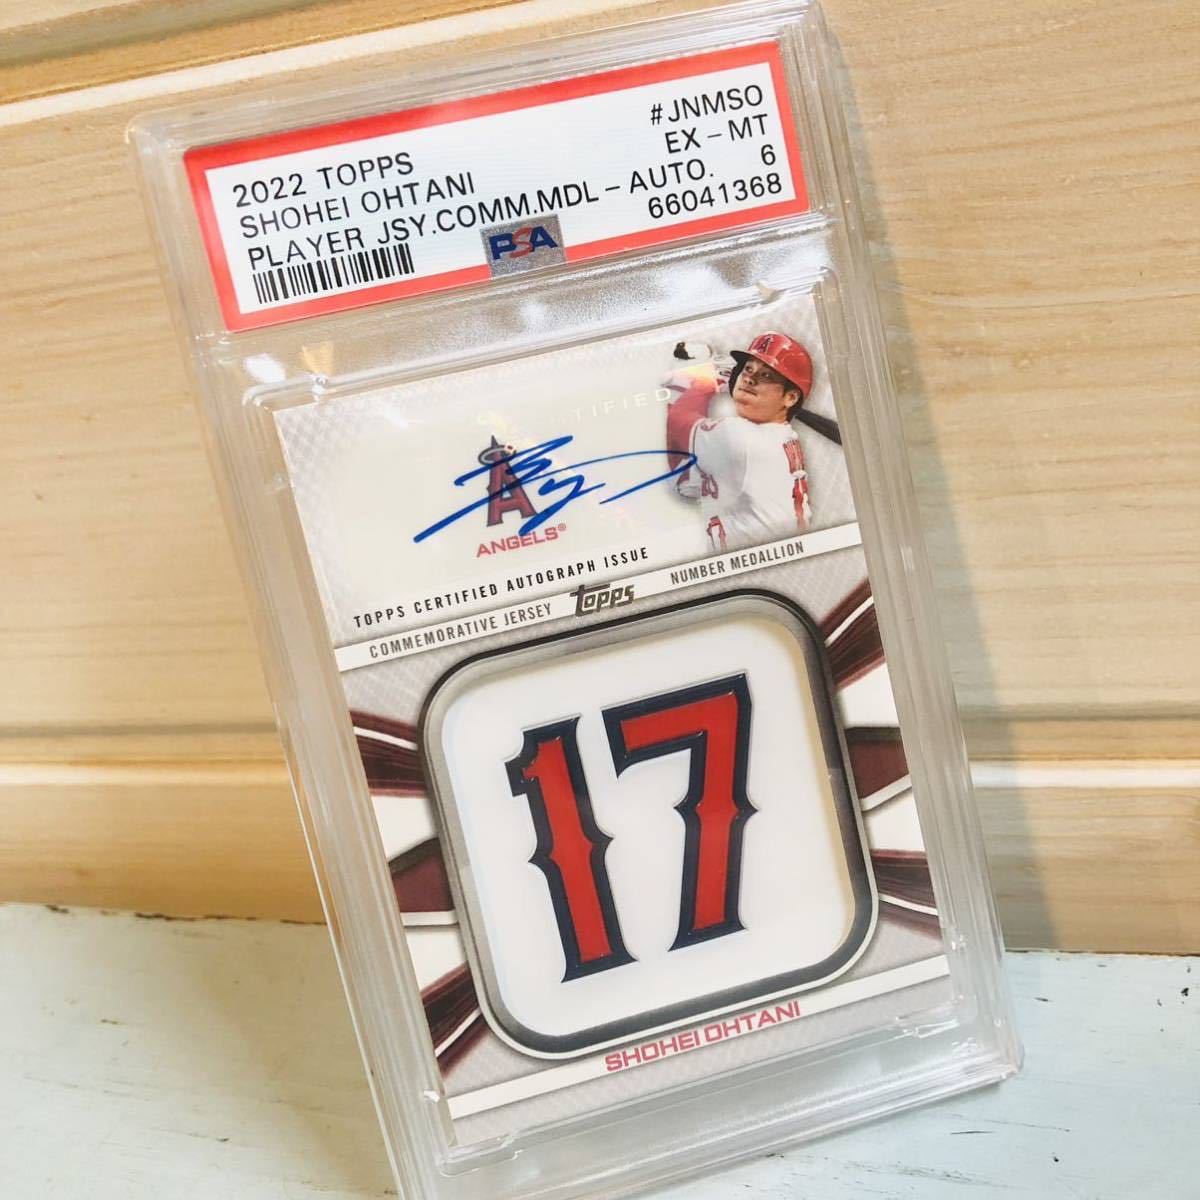 2022 TOPPS
#JNMSO
SHOHEI OHTANI
EX - MT
PLAYER JSY.COMM.MDL - AUTO.
6
66041368
PSA
CERTIFIED
A
A
ANGELS®
TOPPS CERTIFIED AUTOGRAPH ISSUE
COMMEMORATIVE JERSEY
Topps
NUMBER MEDALLION
17
SHOHEI OHTANI